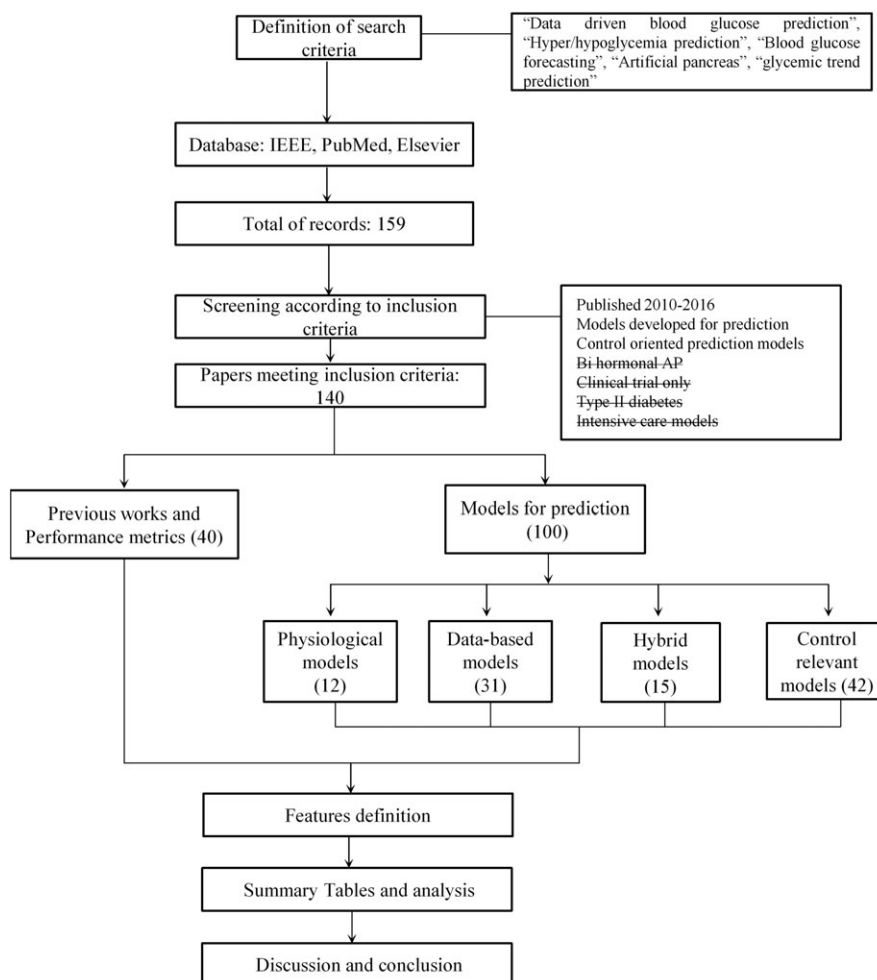 Definition of search
criteria
“Data driven blood glucose prediction”,
“Hyper/hypoglycemia prediction”, “Blood glucose
forecasting”, “Artificial pancreas”, “glycemic trend
prediction”
Database: IEEE, PubMed, Elsevier
Total of records: 159
Screening according to inclusion
criteria
Published 2010-2016
Models developed for prediction
Control oriented prediction models
Bi hormonal AP
Clinical trial only
Type II diabetes
Intensive care models
Papers meeting inclusion criteria:
140
Previous works and
Performance metrics (40)
Models for prediction
(100)
Physiological
models
(12)
Data-based
models
(31)
Hybrid
models
(15)
Control
relevant
models (42)
Features definition
Summary Tables and analysis
Discussion and conclusion